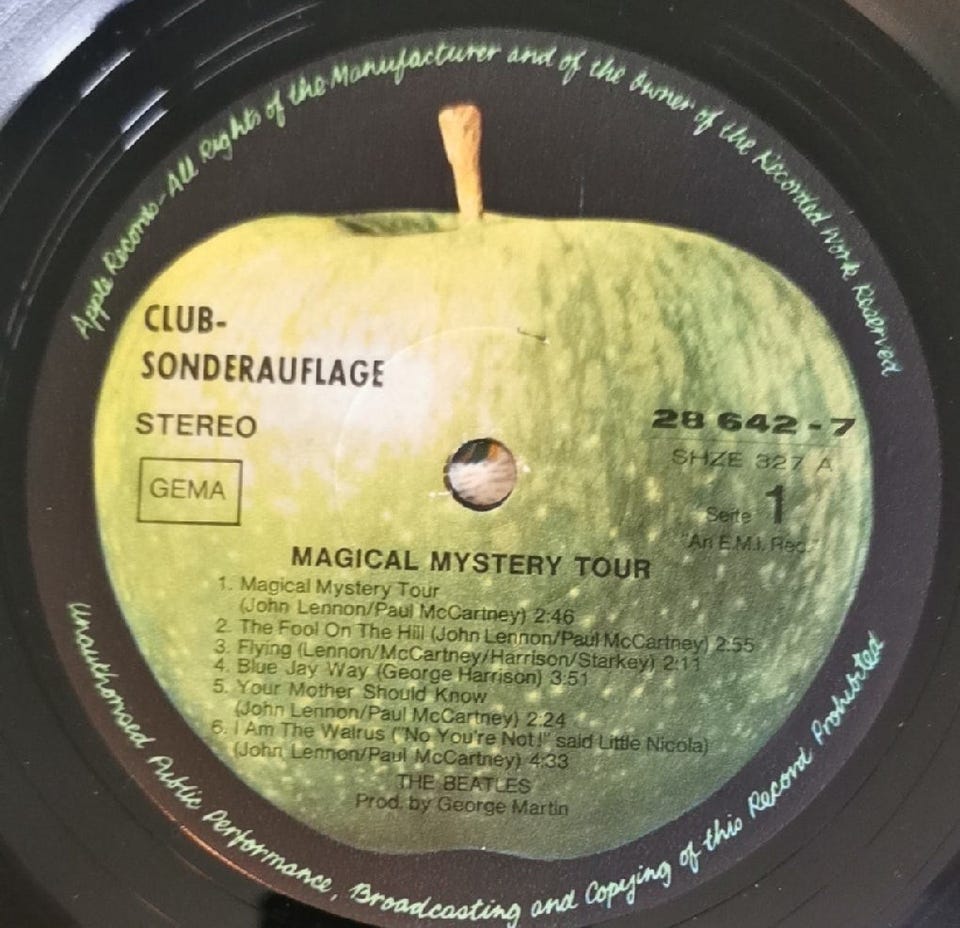 Apple Records - All Rights of the Manufacturer and of the Owner of the Recorded Work Reserved
CLUB-
SONDERAUFLAGE
STEREO
GEMA
28 642 - 7
SHZE 327 A
Seite 1
"An E.M.I. Rec."
MAGICAL MYSTERY TOUR
1. Magical Mystery Tour
(John Lennon/Paul McCartney) 2:46
2. The Fool On The Hill (John Lennon/Paul McCartney) 2:55
3. Flying (Lennon/McCartney/Harrison/Starkey) 2:11
4. Blue Jay Way (George Harrison) 3:51
5. Your Mother Should Know
(John Lennon/Paul McCartney) 2:24
6. I Am The Walrus ("No You're Not!" said Little Nicola)
(John Lennon/Paul McCartney) 4:33
THE BEATLES
Prod. by George Martin
Unauthorised Public Performance, Broadcasting and Copying of this Record Prohibited